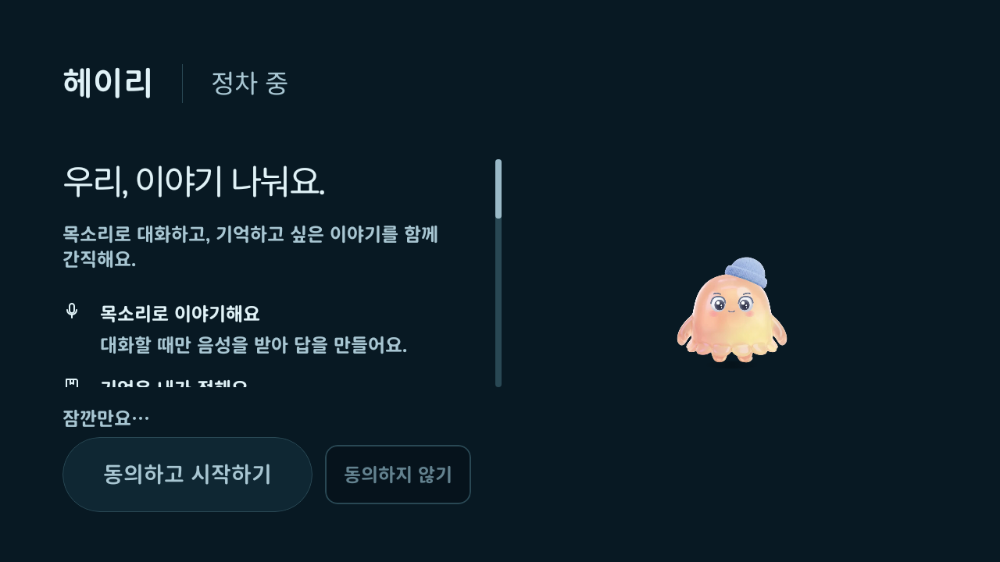 헤이리
정차 중
우리, 이야기 나눠요.
목소리로 대화하고, 기억하고 싶은 이야기를 함께
간직해요.
목소리로 이야기해요
대화할 때만 음성을 받아 답을 만들어요.
잠깐만요…
동의하고 시작하기
동의하지 않기